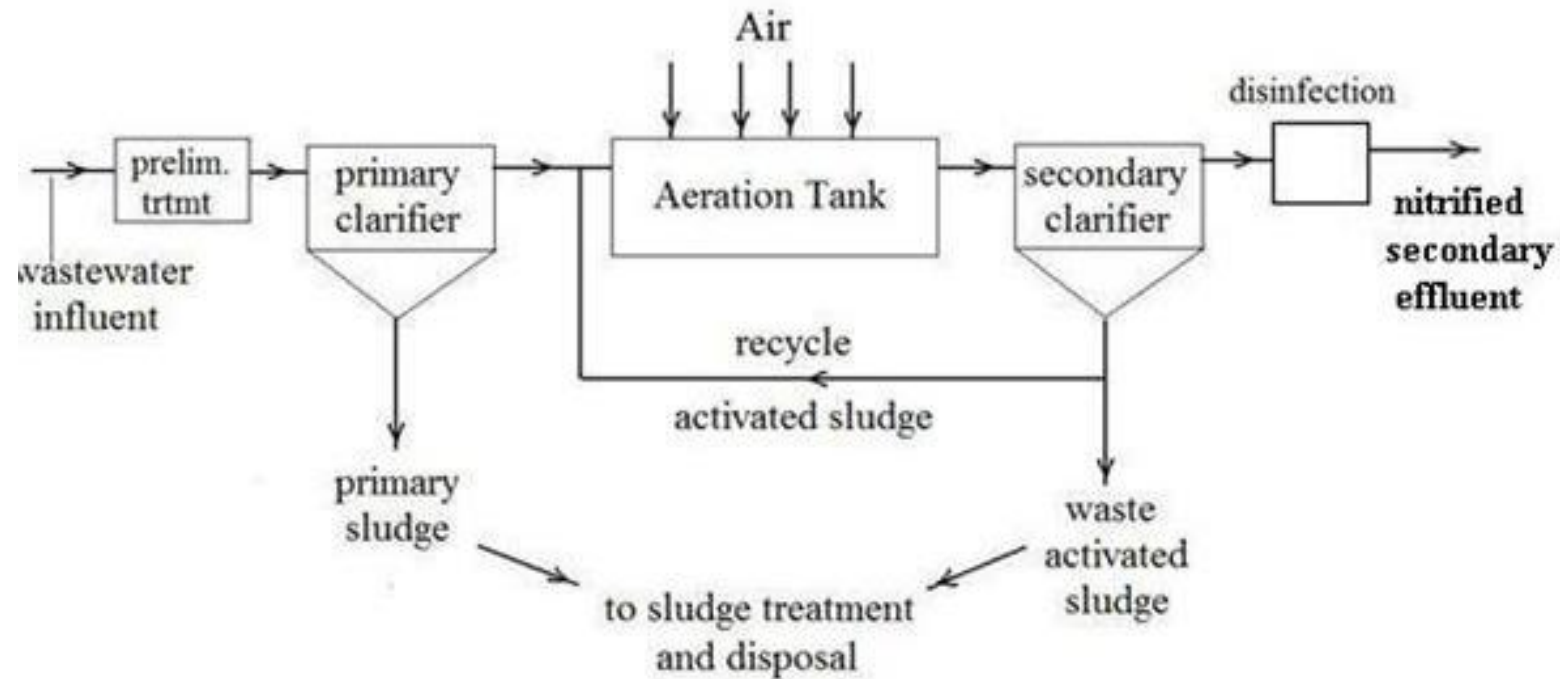 Air
disinfection
prelim.
trtmt
primary
clarifier
Aeration Tank
secondary
clarifier
nitrified
secondary
effluent
wastewater
influent
recycle
activated sludge
primary
sludge
waste
activated
sludge
to sludge treatment
and disposal